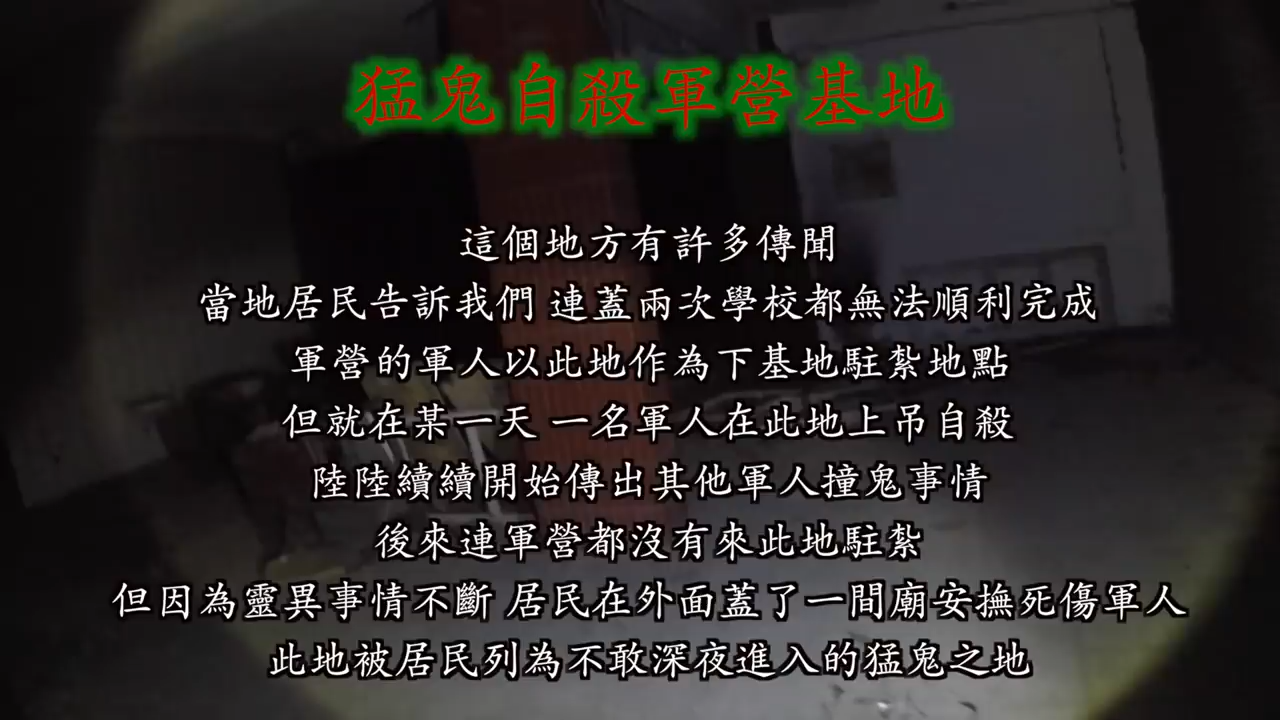 猛鬼自殺軍營基地
這個地方有許多傳聞
當地居民告訴我們 連蓋兩次學校都無法順利完成
軍營的軍人以此地作為下基地駐紮地點
但就在某一天 一名軍人在此地上吊自殺
陸陸續續開始傳出其他軍人撞鬼事情
後來連軍營都沒有來此地駐紮
但因為靈異事情不斷 居民在外面蓋了一間廟安撫死傷軍人
此地被居民列為不敢深夜進入的猛鬼之地